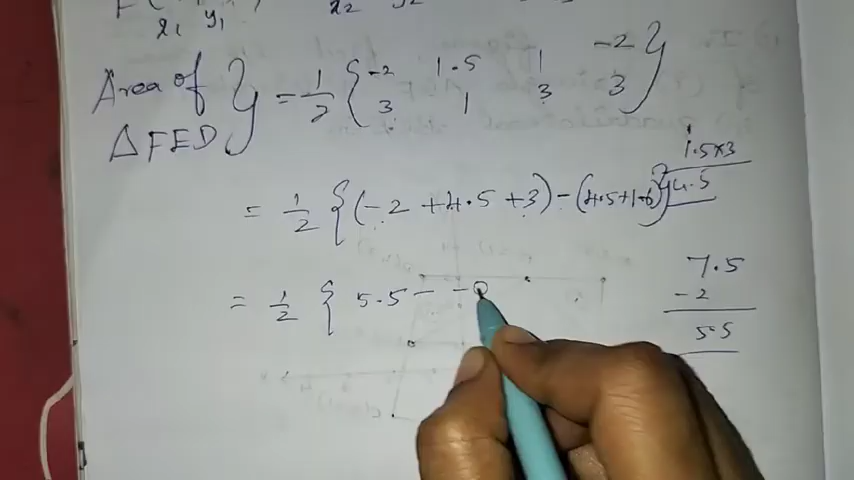 x₁ y₁ x₂ y₂
Area of ΔFED } = 1/2 { -2 1.5 1 -2
3 1 3 3 }
= 1/2 { (-2 + 4.5 + 3) - (4.5 + 1 - 6) }
1.5×3
4.5
= 1/2 { 5.5 - - 0
7.5
-2
5.5